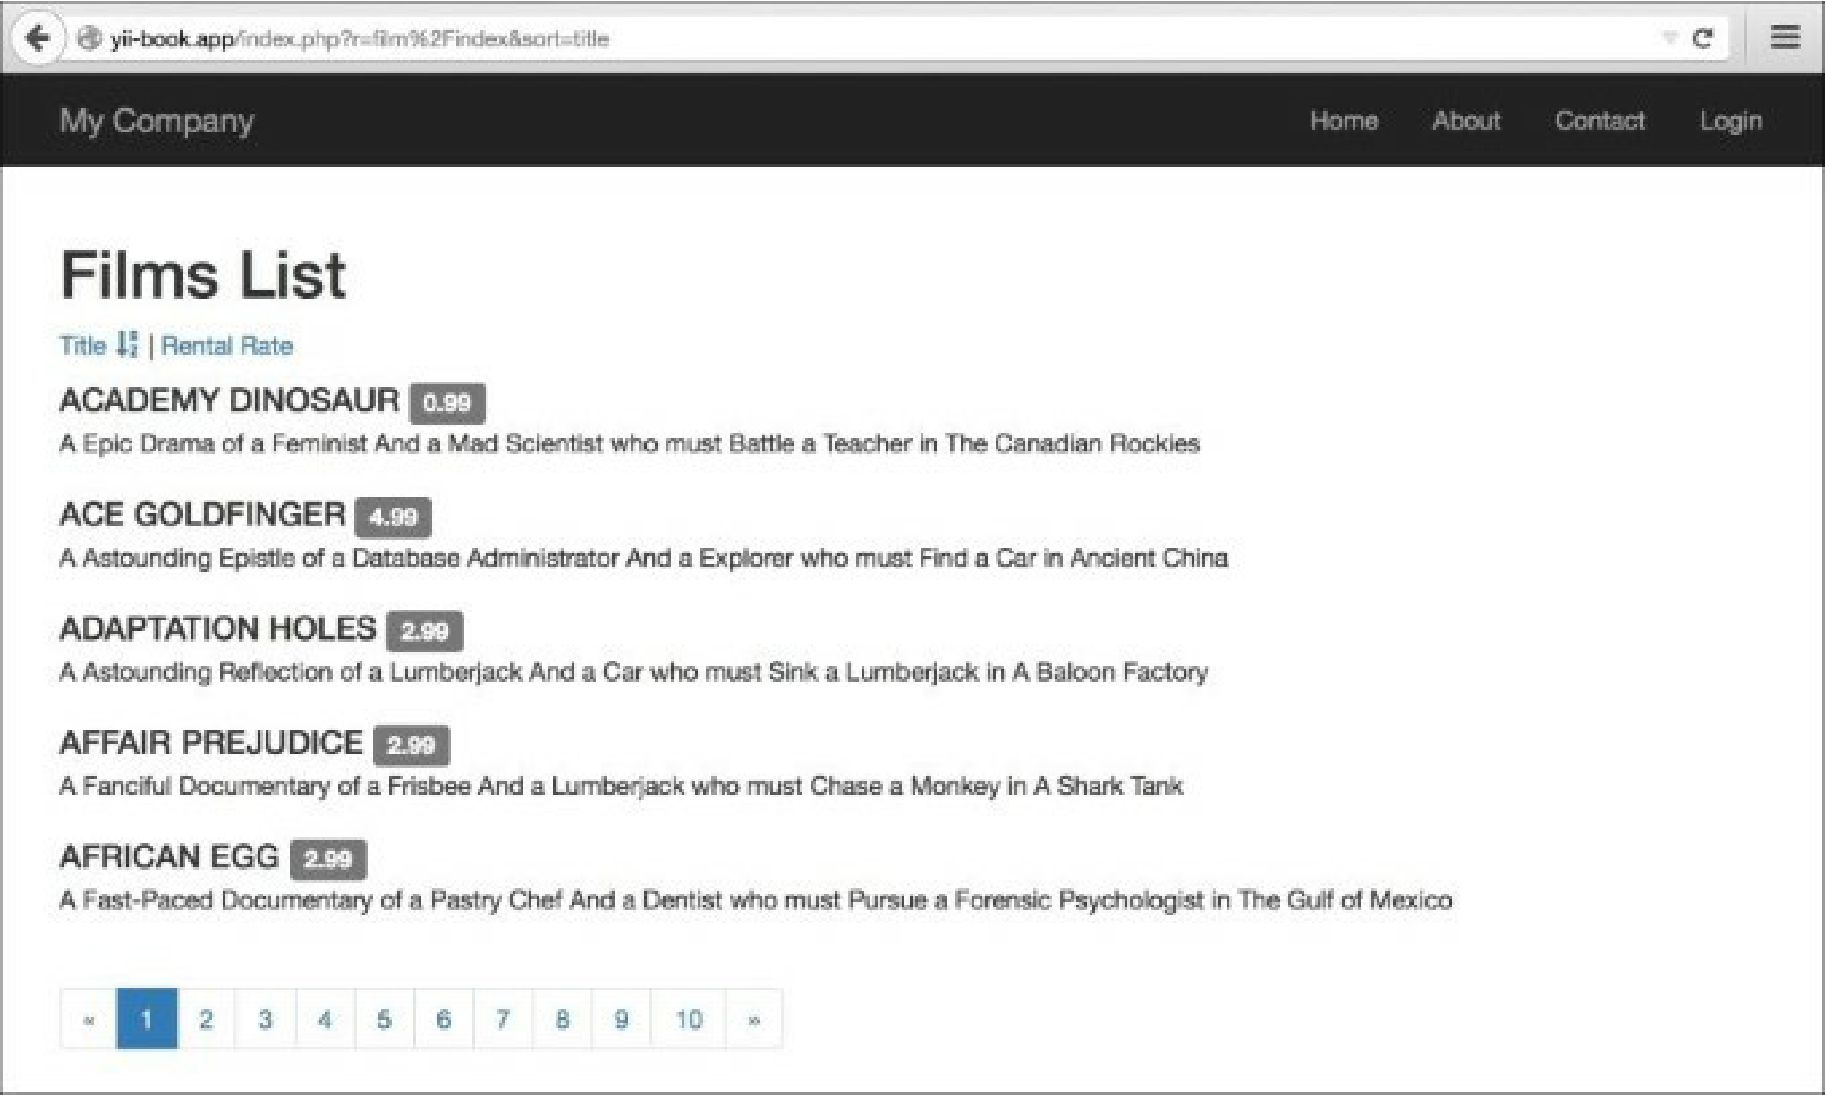 yii-book.app/index.php?r=film%2Findex&sort=title
My Company Home About Contact Login
Films List
Title | Rental Rate
ACADEMY DINOSAUR 0.99
A Epic Drama of a Feminist And a Mad Scientist who must Battle a Teacher in The Canadian Rockies
ACE GOLDFINGER 4.99
A Astounding Epistle of a Database Administrator And a Explorer who must Find a Car in Ancient China
ADAPTATION HOLES 2.99
A Astounding Reflection of a Lumberjack And a Car who must Sink a Lumberjack in A Baloon Factory
AFFAIR PREJUDICE 2.99
A Fanciful Documentary of a Frisbee And a Lumberjack who must Chase a Monkey in A Shark Tank
AFRICAN EGG 2.99
A Fast-Paced Documentary of a Pastry Chef And a Dentist who must Pursue a Forensic Psychologist in The Gulf of Mexico
« 1 2 3 4 5 6 7 8 9 10 »